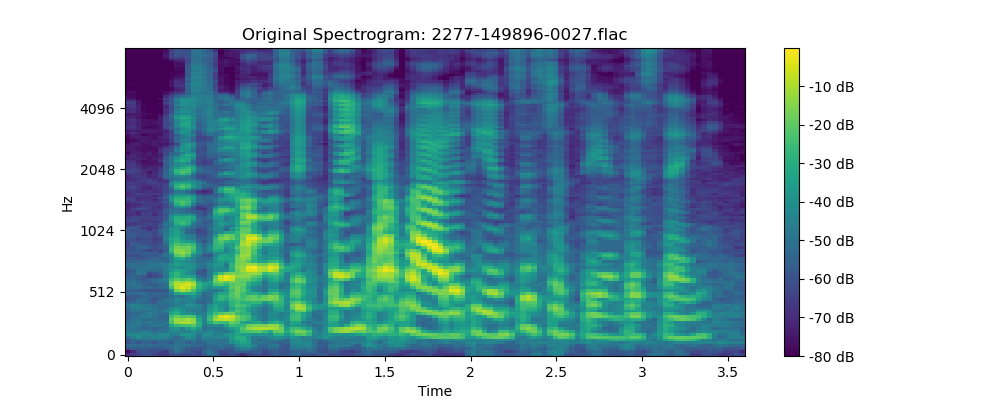 Original Spectrogram: 2277-149896-0027.flac
Hz
4096
2048
1024
512
0
0 0.5 1 1.5 2 2.5 3 3.5
Time
-10 dB
-20 dB
-30 dB
-40 dB
-50 dB
-60 dB
-70 dB
-80 dB